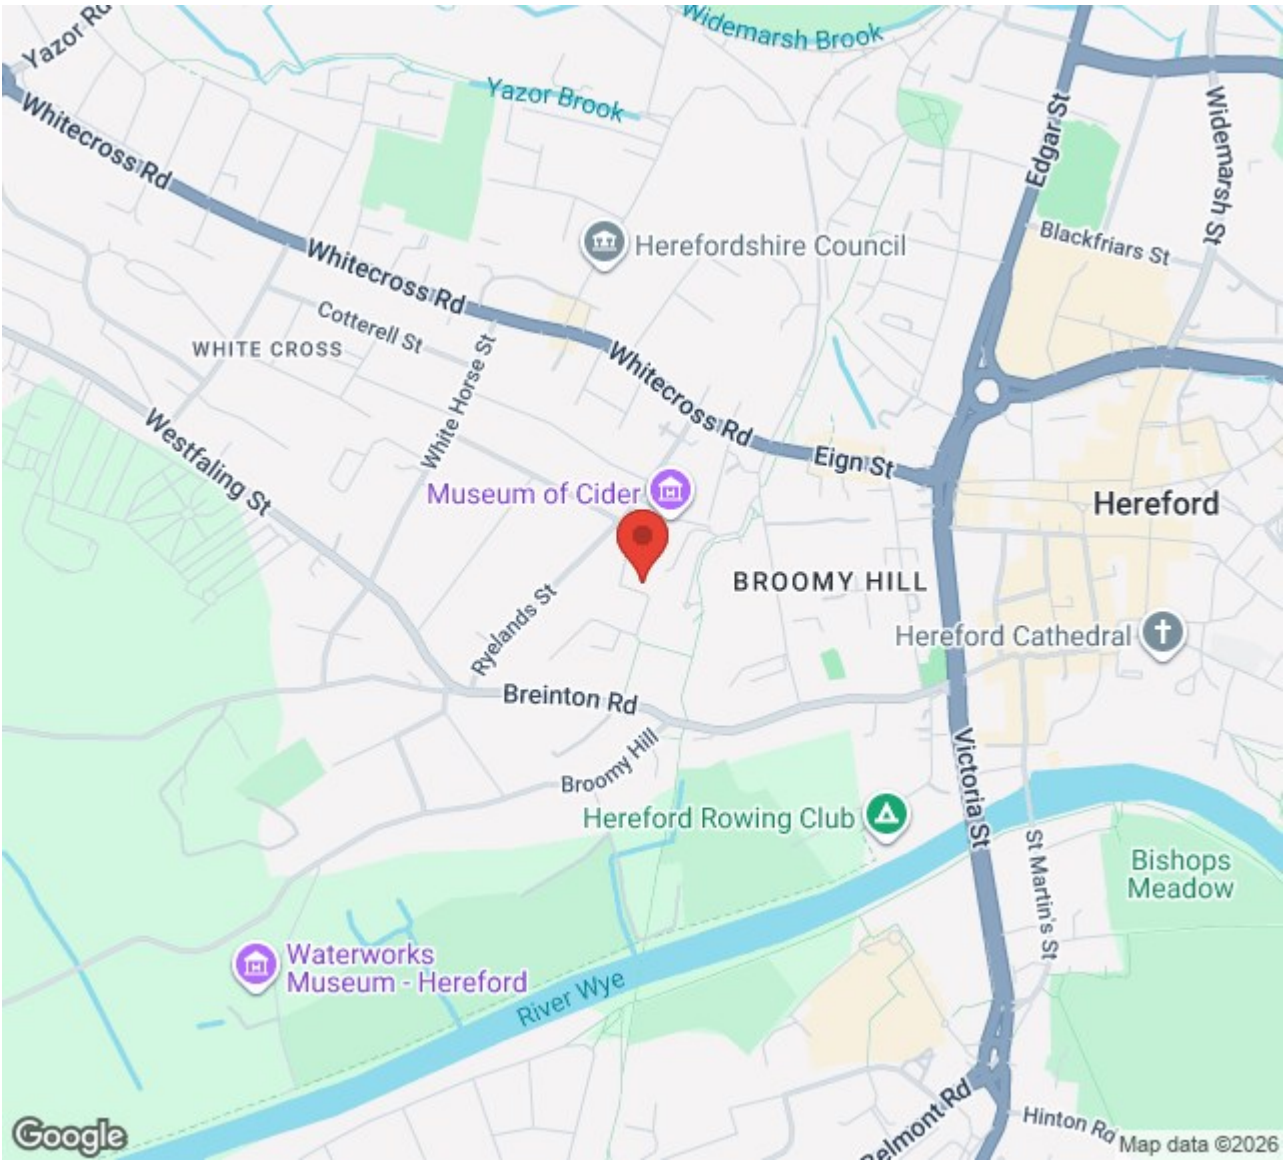 Yazor Rd
Widemarsh Brook
Yazor Brook
Whitecross Rd
Edgar St
Widemarsh St
Blackfriars St
Herefordshire Council
Whitecross Rd
Cotterell St
WHITE CROSS
White Horse St
Whitecross Rd
Westfaling St
Eign St
Museum of Cider
Hereford
BROOMY HILL
Ryelands St
Hereford Cathedral
Breinton Rd
Broomy Hill
Victoria St
Hereford Rowing Club
St Martin's St
Bishops
Meadow
Waterworks
Museum - Hereford
River Wye
Belmont Rd
Hinton Rd
Google
Map data ©2026